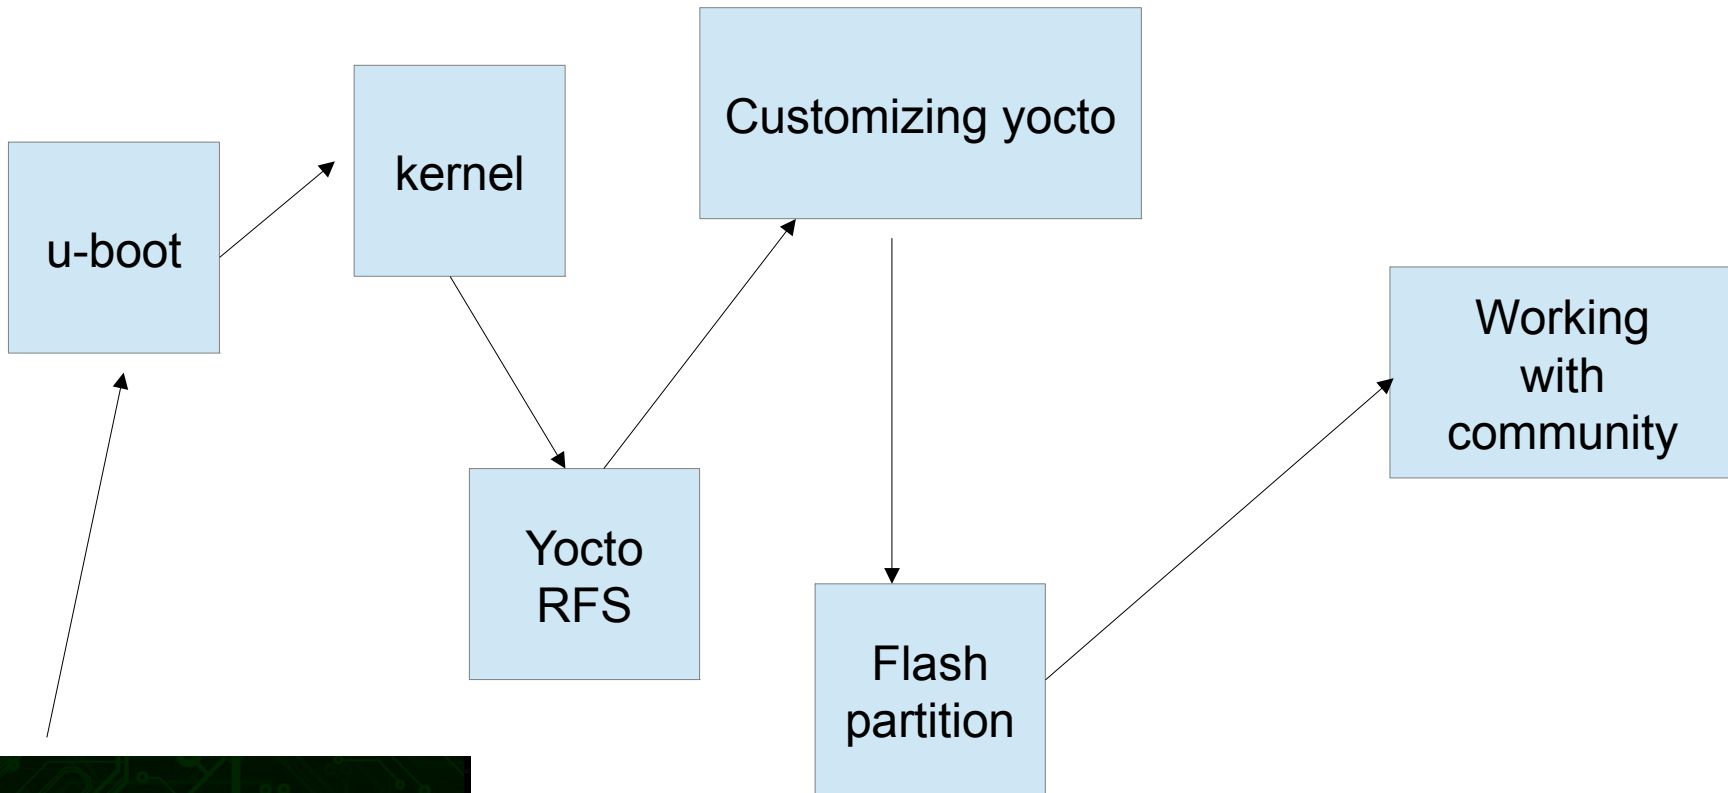 u-boot
kernel
Yocto
RFS
Customizing yocto
Flash
partition
Working
with
community